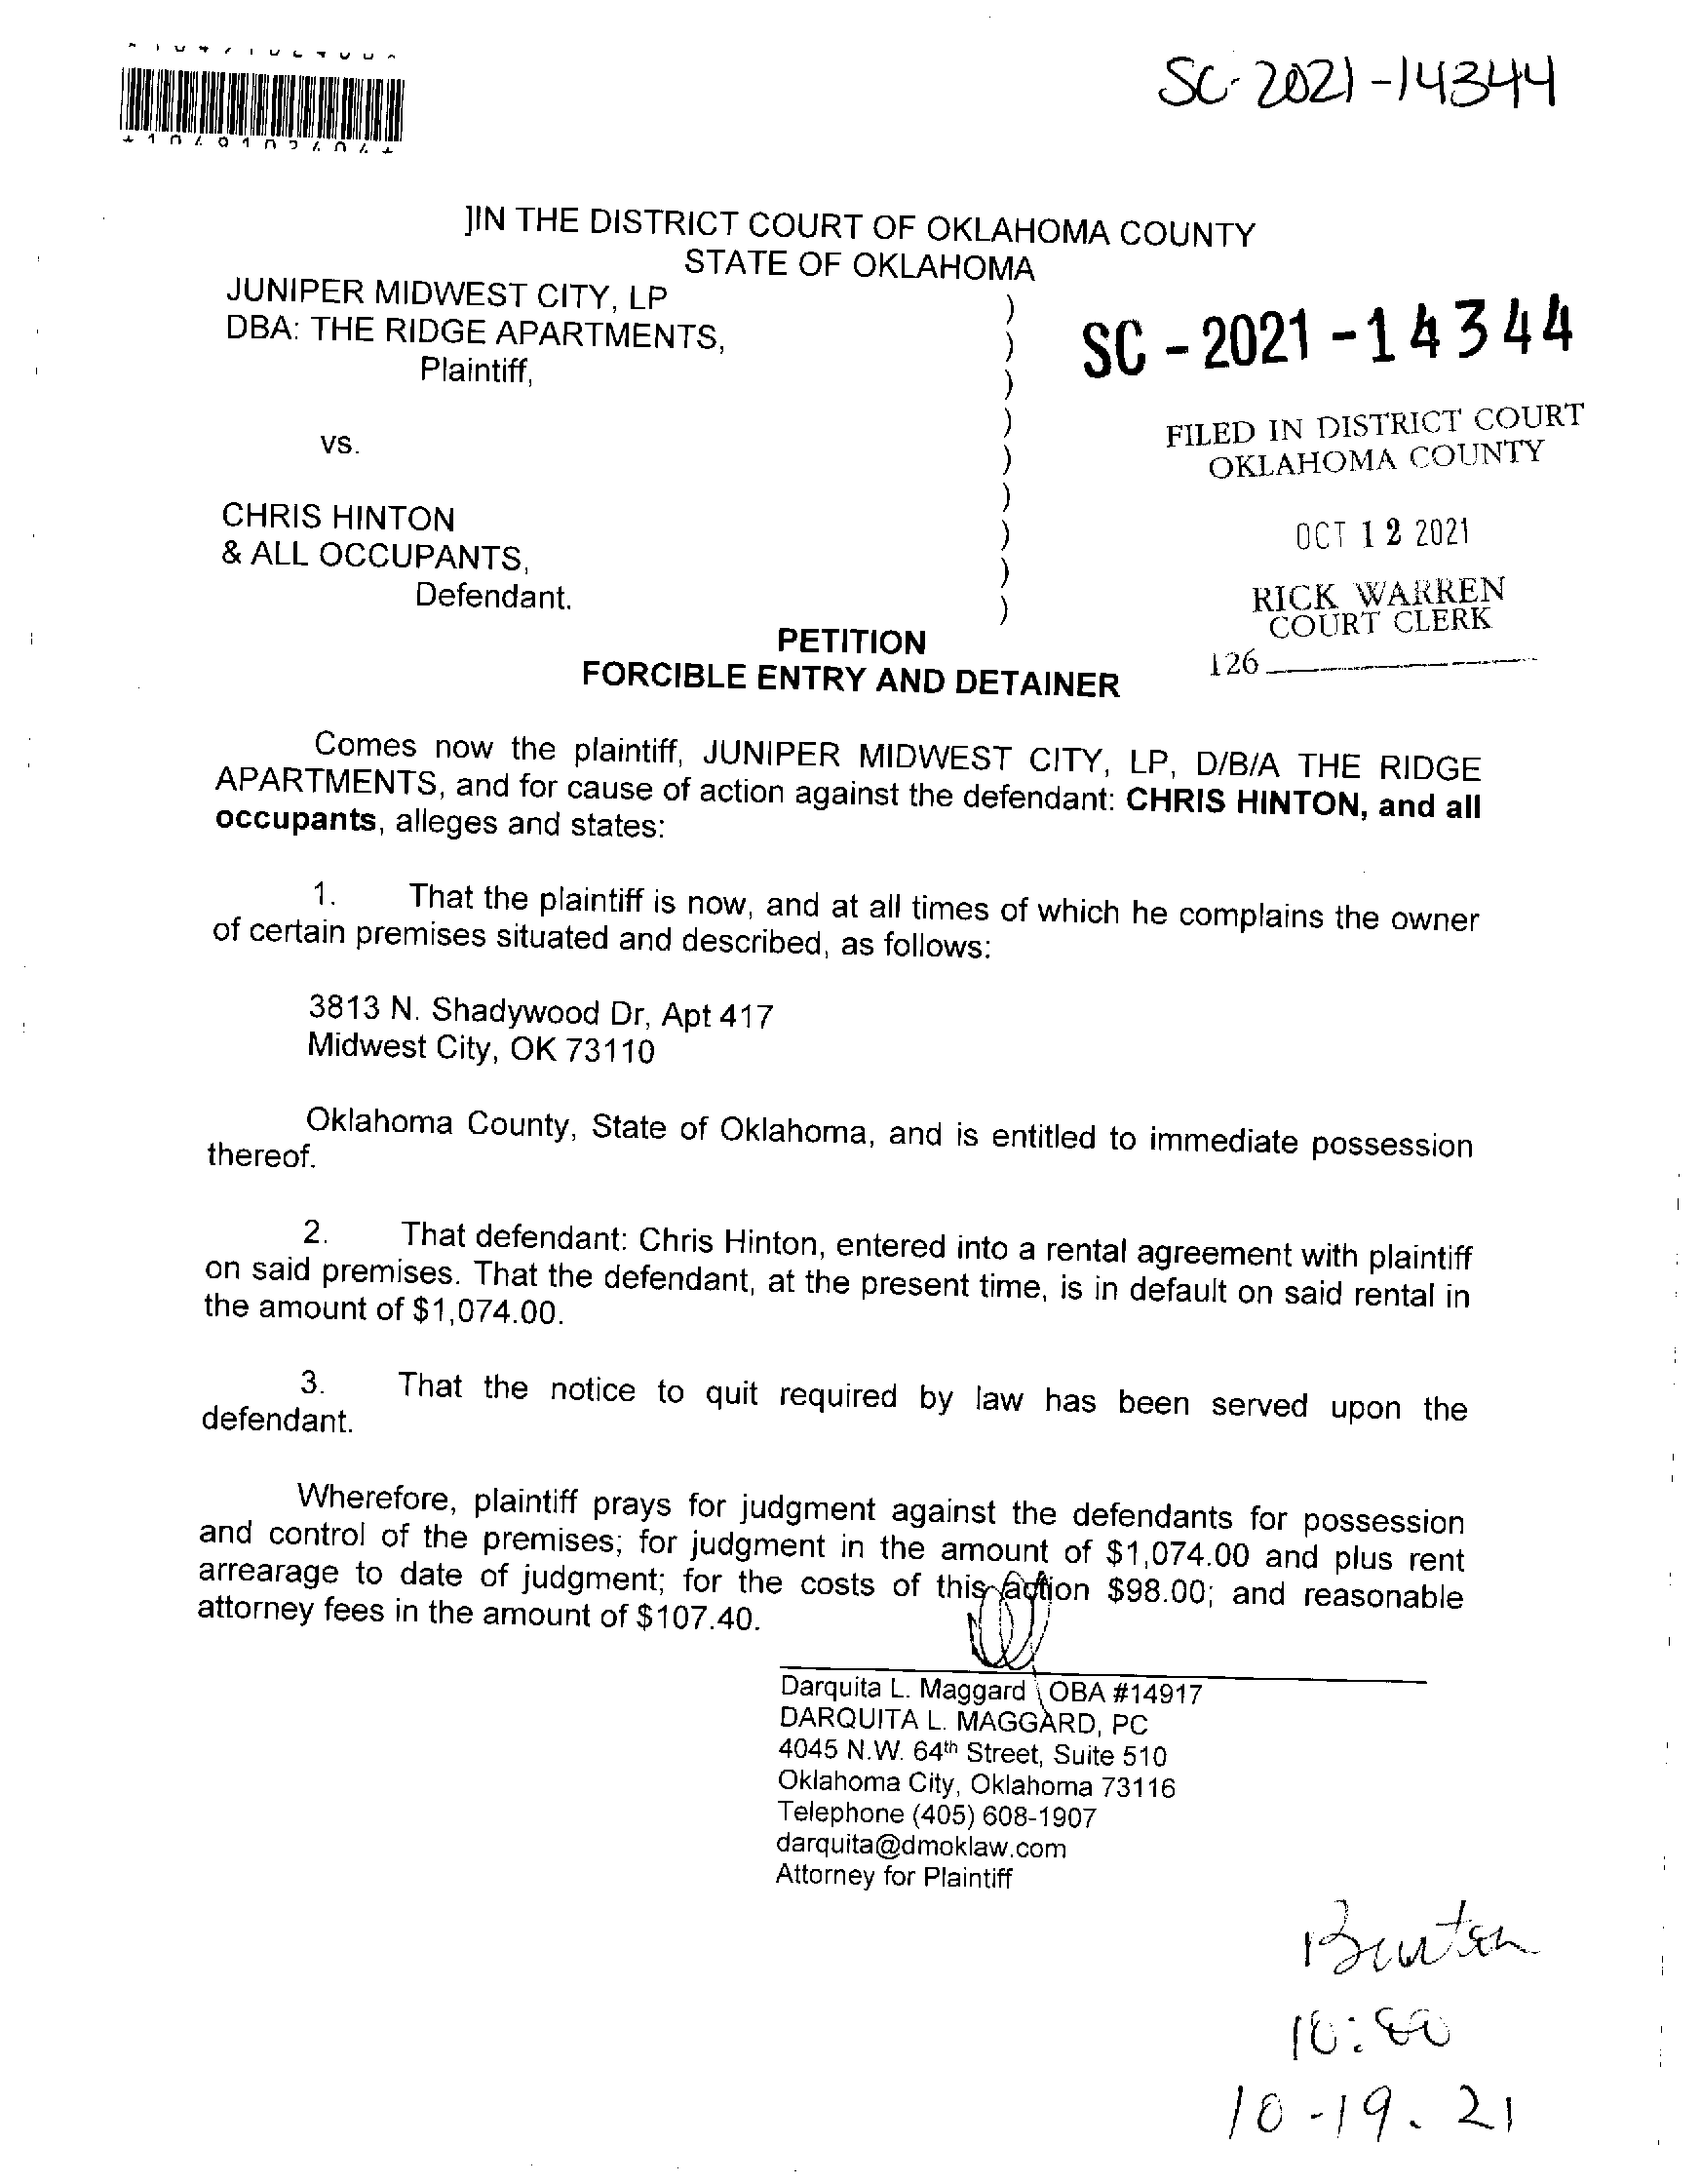 SC-2021-14344
]IN THE DISTRICT COURT OF OKLAHOMA COUNTY
STATE OF OKLAHOMA
JUNIPER MIDWEST CITY, LP )
DBA: THE RIDGE APARTMENTS, )
Plaintiff, )
)
vs. )
)
CHRIS HINTON )
& ALL OCCUPANTS, )
Defendant. )
SC-2021-14344
FILED IN DISTRICT COURT
OKLAHOMA COUNTY
OCT 12 2021
RICK WARREN
COURT CLERK
126
PETITION
FORCIBLE ENTRY AND DETAINER
Comes now the plaintiff, JUNIPER MIDWEST CITY, LP, D/B/A THE RIDGE
APARTMENTS, and for cause of action against the defendant: CHRIS HINTON, and all
occupants, alleges and states:
1. That the plaintiff is now, and at all times of which he complains the owner
of certain premises situated and described, as follows:
3813 N. Shadywood Dr, Apt 417
Midwest City, OK 73110
Oklahoma County, State of Oklahoma, and is entitled to immediate possession
thereof.
2. That defendant: Chris Hinton, entered into a rental agreement with plaintiff
on said premises. That the defendant, at the present time, is in default on said rental in
the amount of $1,074.00.
3. That the notice to quit required by law has been served upon the
defendant.
Wherefore, plaintiff prays for judgment against the defendants for possession
and control of the premises; for judgment in the amount of $1,074.00 and plus rent
arrearage to date of judgment; for the costs of this action $98.00; and reasonable
attorney fees in the amount of $107.40.
Darquita L. Maggard OBA #14917
DARQUITA L. MAGGARD, PC
4045 N.W. 64th Street, Suite 510
Oklahoma City, Oklahoma 73116
Telephone (405) 608-1907
darquita@dmoklaw.com
Attorney for Plaintiff
10-19-21